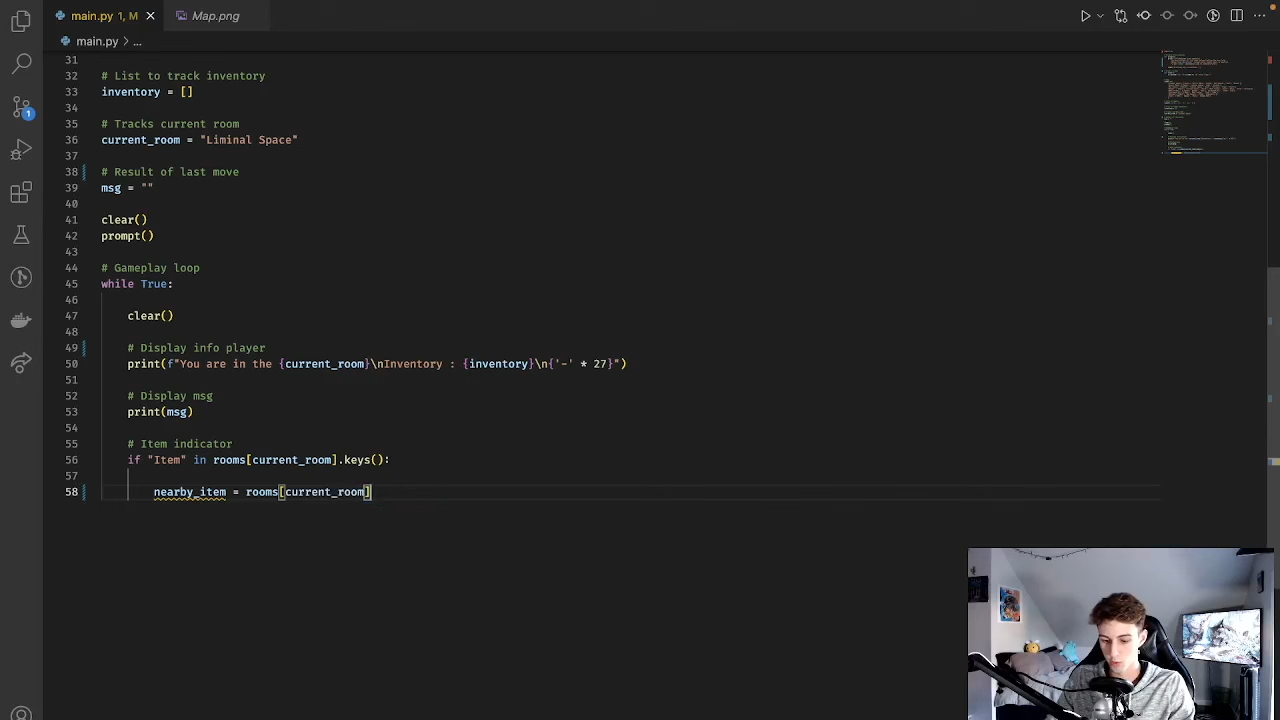 main.py 1, M
Map.png
main.py > ...
31
32 # List to track inventory
33 inventory = []
34
35 # Tracks current room
36 current_room = "Liminal Space"
37
38 # Result of last move
39 msg = ""
40
41 clear()
42 prompt()
43
44 # Gameplay loop
45 while True:
46
47 clear()
48
49 # Display info player
50 print(f"You are in the {current_room}\nInventory : {inventory}\n{'-' * 27}")
51
52 # Display msg
53 print(msg)
54
55 # Item indicator
56 if "Item" in rooms[current_room].keys():
57
58 nearby_item = rooms[current_room]
1